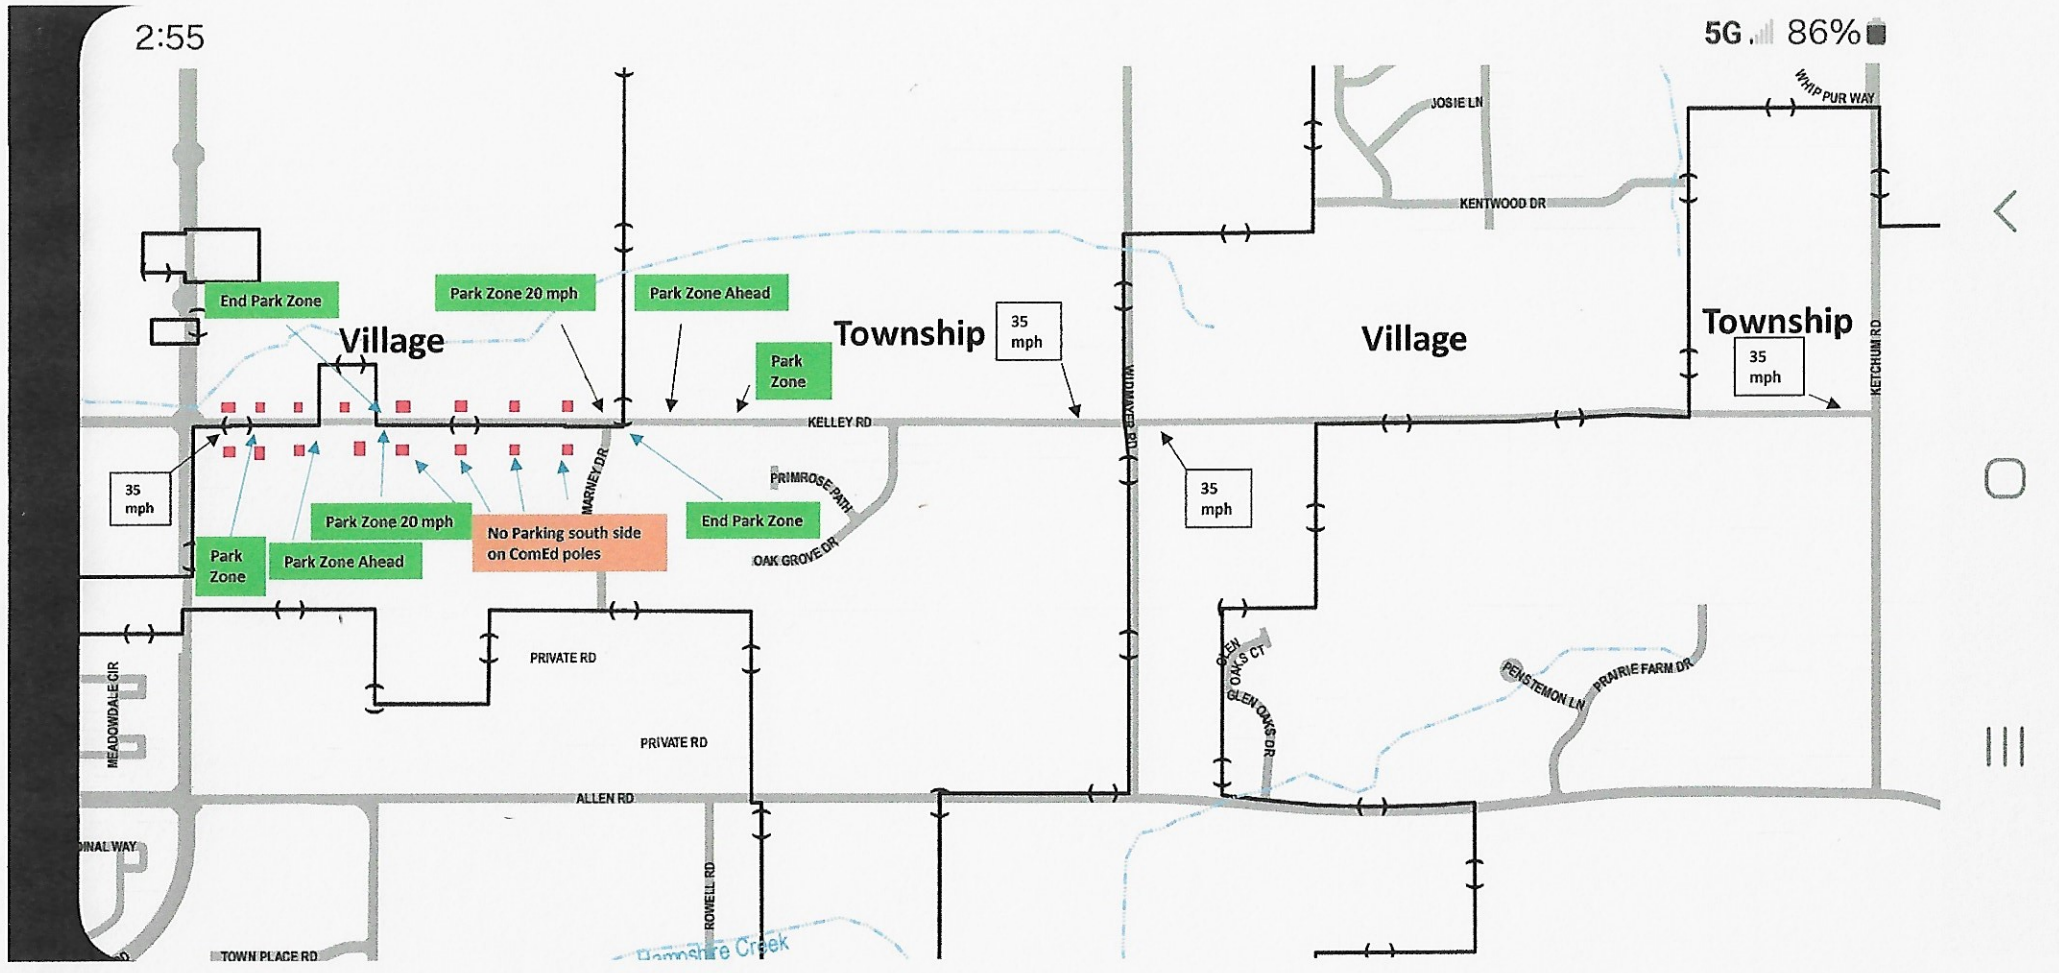 2:55
5G 86%
WHIP PUR WAY
JOSIE LN
KENTWOOD DR
End Park Zone
Park Zone 20 mph
Park Zone Ahead
Village
Township
35
mph
Village
Township
35
mph
KETCHUM RD
Park
Zone
WIDMAYER RD
KELLEY RD
35
mph
MARNEY DR
PRIMROSE PATH
35
mph
Park Zone 20 mph
No Parking south side
on ComEd poles
End Park Zone
Park
Zone
Park Zone Ahead
OAK GROVE DR
PRIVATE RD
GLEN
OAKS CT
GLEN OAKS DR
PENSTEMON LN
PRAIRIE FARM DR
MEADOWDALE CIR
PRIVATE RD
ALLEN RD
DINAL WAY
ROWELL RD
TOWN PLACE RD
RD
Hampshire Creek